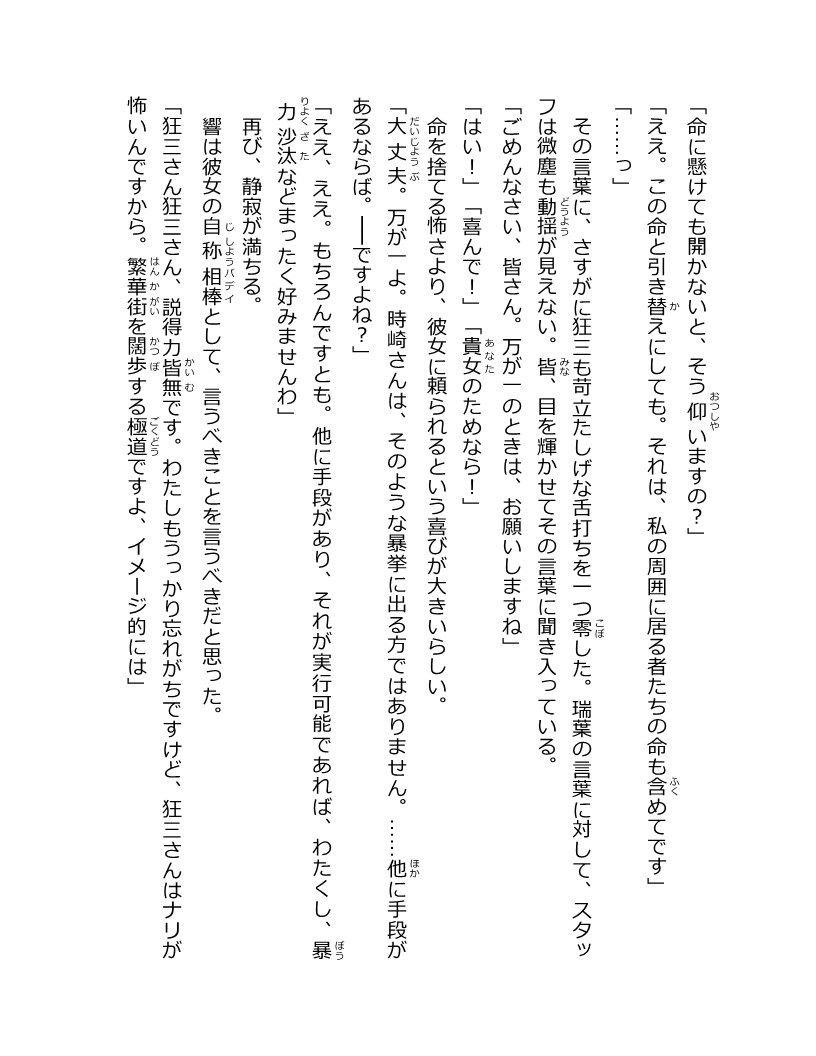 「命に懸けても開かないと、そう仰いますの？」
「ええ。この命と引き替えにしても。それは、私の周囲に居る者たちの命も含めてです」
「……っ」
その言葉に、さすがに狂三も苛立たしげな舌打ちを一つ零した。瑞葉の言葉に対して、スタッ
フは微塵も動揺が見えない。皆、目を輝かせてその言葉に聞き入っている。
「ごめんなさい、皆さん。万が一のときは、お願いしますね」
「はい！」「喜んで！」「貴女のためなら！」
命を捨てる怖さより、彼女に頼られるという喜びが大きいらしい。
「大丈夫。万が一よ。時崎さんは、そのような暴挙に出る方ではありません。……他に手段が
あるならば。――ですよね？」
「ええ、ええ。もちろんですとも。他に手段があり、それが実行可能であれば、わたくし、暴
力沙汰などまったく好みませんわ」
再び、静寂が満ちる。
響は彼女の自称相棒として、言うべきことを言うべきだと思った。
「狂三さん狂三さん、説得力皆無です。わたしもうっかり忘れがちですけど、狂三さんはナリが
怖いんですから。繁華街を闊歩する極道ですよ、イメージ的には」